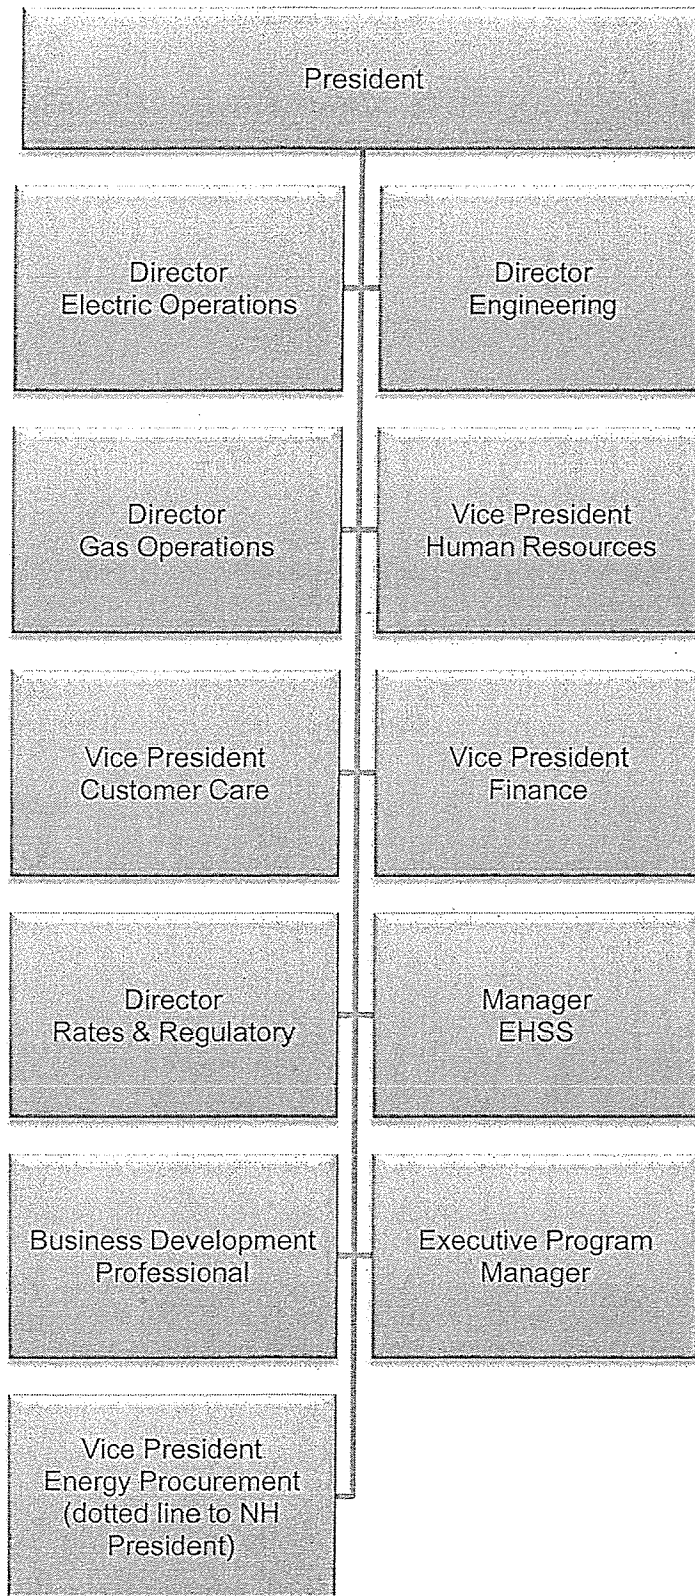 President
Director
Electric Operations
Director
Engineering
Director
Gas Operations
Vice President
Human Resources
Vice President
Customer Care
Vice President
Finance
Director
Rates & Regulatory
Manager
EHSS
Business Development
Professional
Executive Program
Manager
Vice President
Energy Procurement
(dotted line to NH
President)